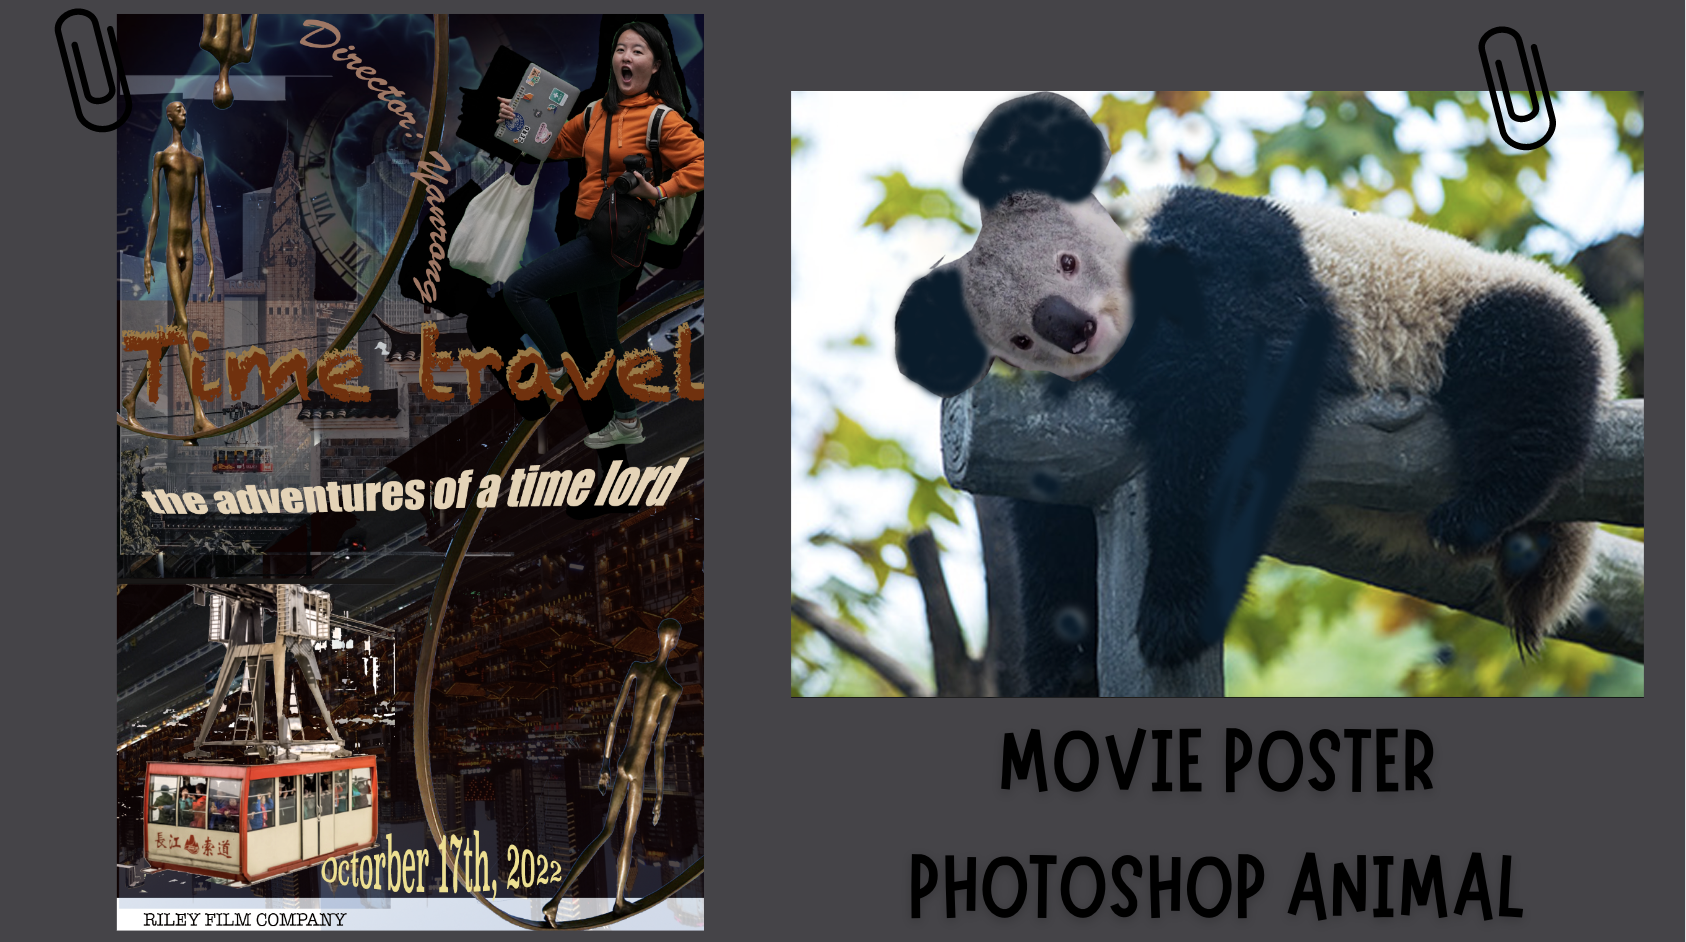 Director: Yanrong
Time travel
the adventures of a time lord
長江 索道
Octorber 17th, 2022
RILEY FILM COMPANY
MOVIE POSTER
PHOTOSHOP ANIMAL